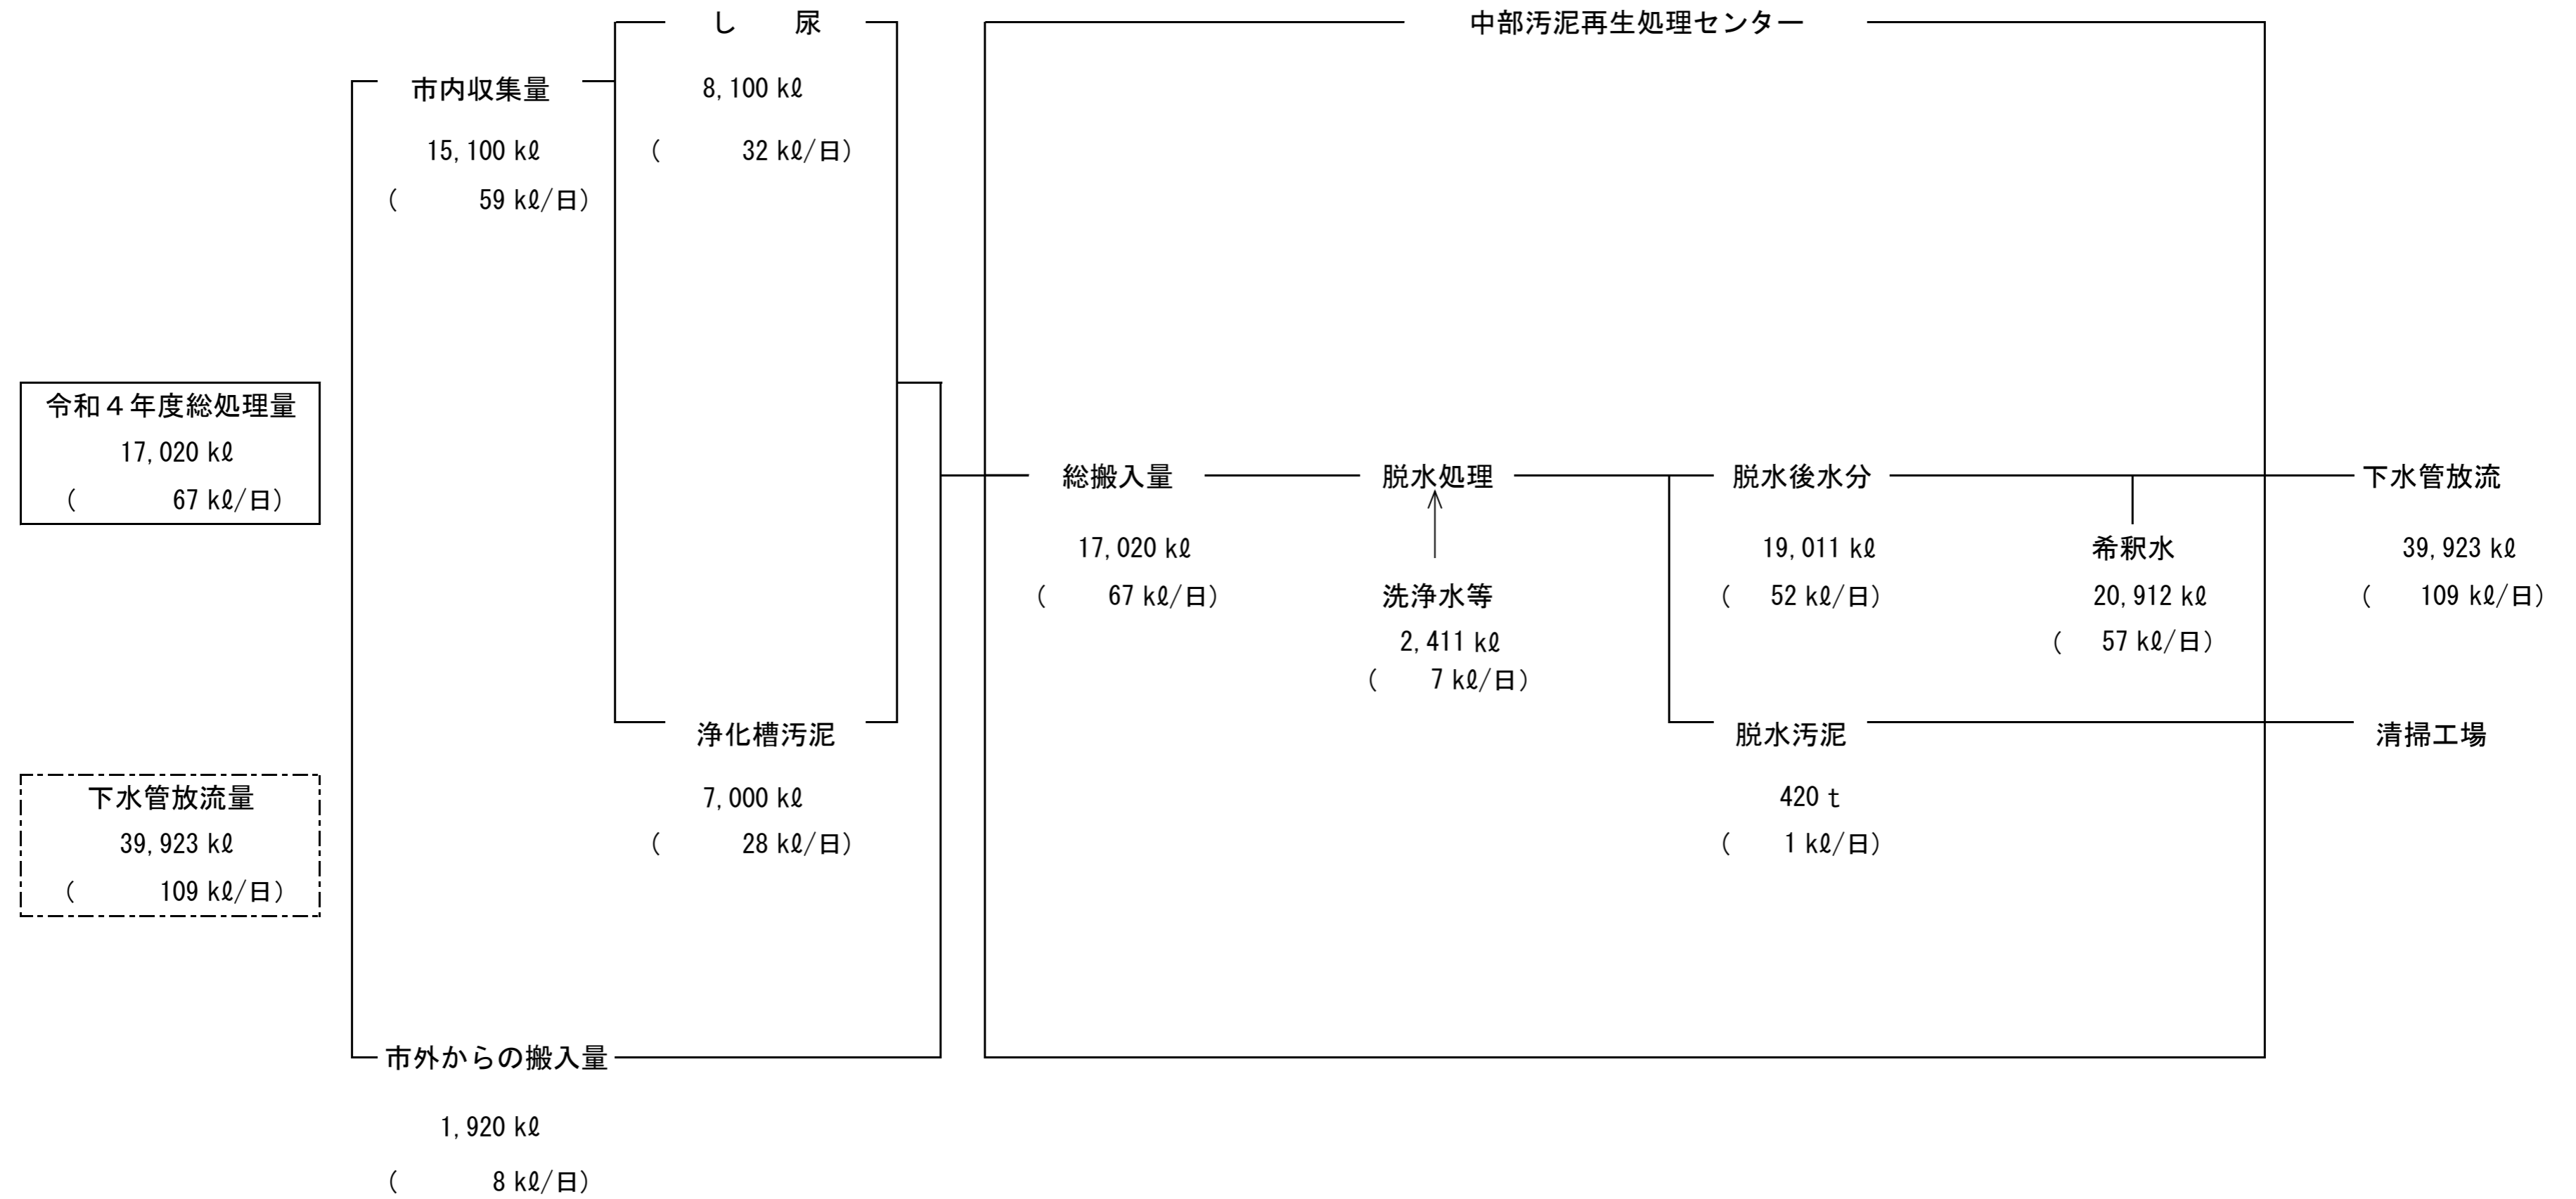 し　　尿
中部汚泥再生処理センター
市内収集量
8,100 kℓ
15,100 kℓ
(　　32 kℓ/日)
(　　59 kℓ/日)
令和４年度総処理量
17,020 kℓ
(　　67 kℓ/日)
総搬入量
脱水処理
脱水後水分
下水管放流
17,020 kℓ
19,011 kℓ
希釈水
39,923 kℓ
(　　67 kℓ/日)
洗浄水等
(　　52 kℓ/日)
20,912 kℓ
(　　109 kℓ/日)
2,411 kℓ
(　　57 kℓ/日)
(　　7 kℓ/日)
浄化槽汚泥
脱水汚泥
清掃工場
下水管放流量
7,000 kℓ
420 t
39,923 kℓ
(　　28 kℓ/日)
(　　1 kℓ/日)
(　　109 kℓ/日)
市外からの搬入量
1,920 kℓ
(　　8 kℓ/日)